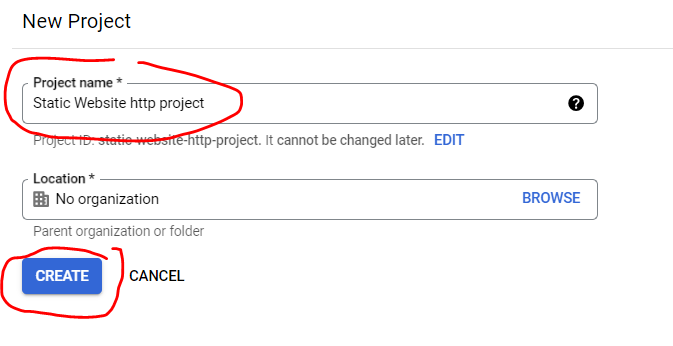 New Project
Project name *
Static Website http project
Project ID: static-website-http-project. It cannot be changed later. EDIT
Location *
No organization BROWSE
Parent organization or folder
CREATE CANCEL